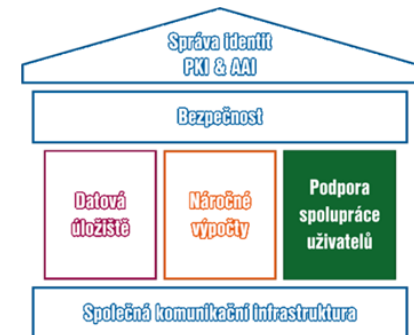 Správa identit
PKI & AAI
Bezpečnost
Datová
úložiště
Náročné
výpočty
Podpora
spolupráce
uživatelů
Společná komunikační infrastruktura